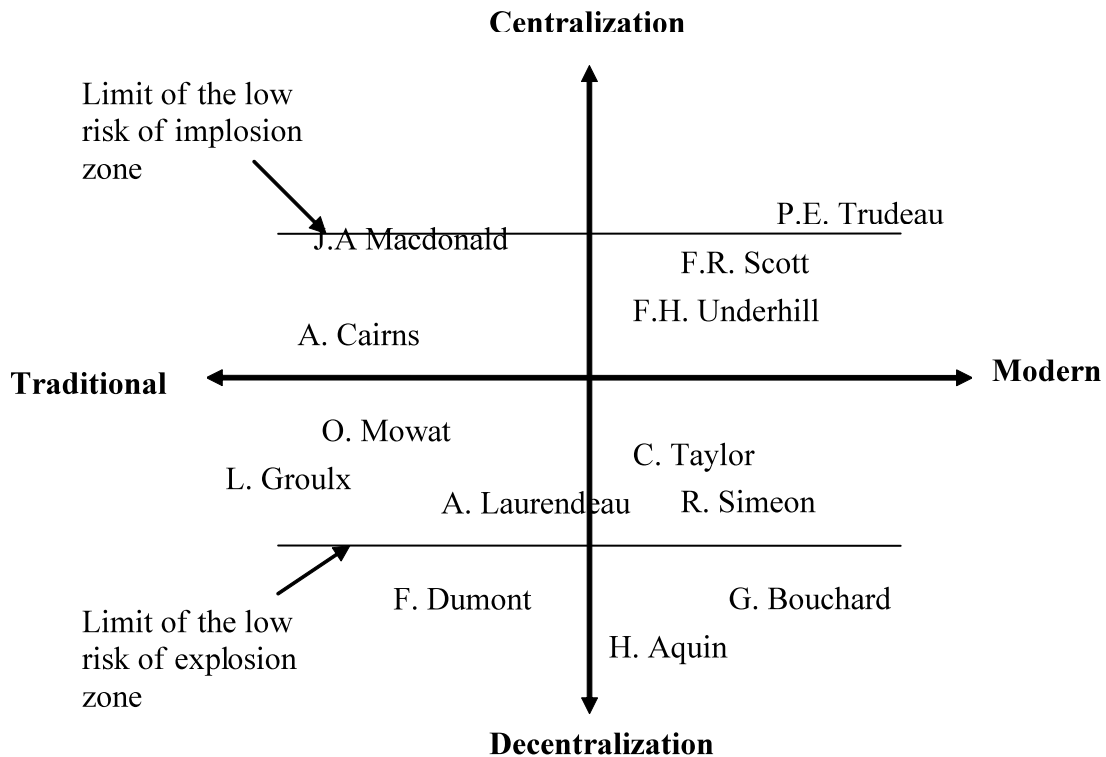 Centralization
Limit of the low
risk of implosion
zone
P.E. Trudeau
J.A Macdonald
F.R. Scott
F.H. Underhill
A. Cairns
Traditional
Modern
O. Mowat
C. Taylor
L. Groulx
A. Laurendeau
R. Simeon
F. Dumont
G. Bouchard
Limit of the low
risk of explosion
zone
H. Aquin
Decentralization